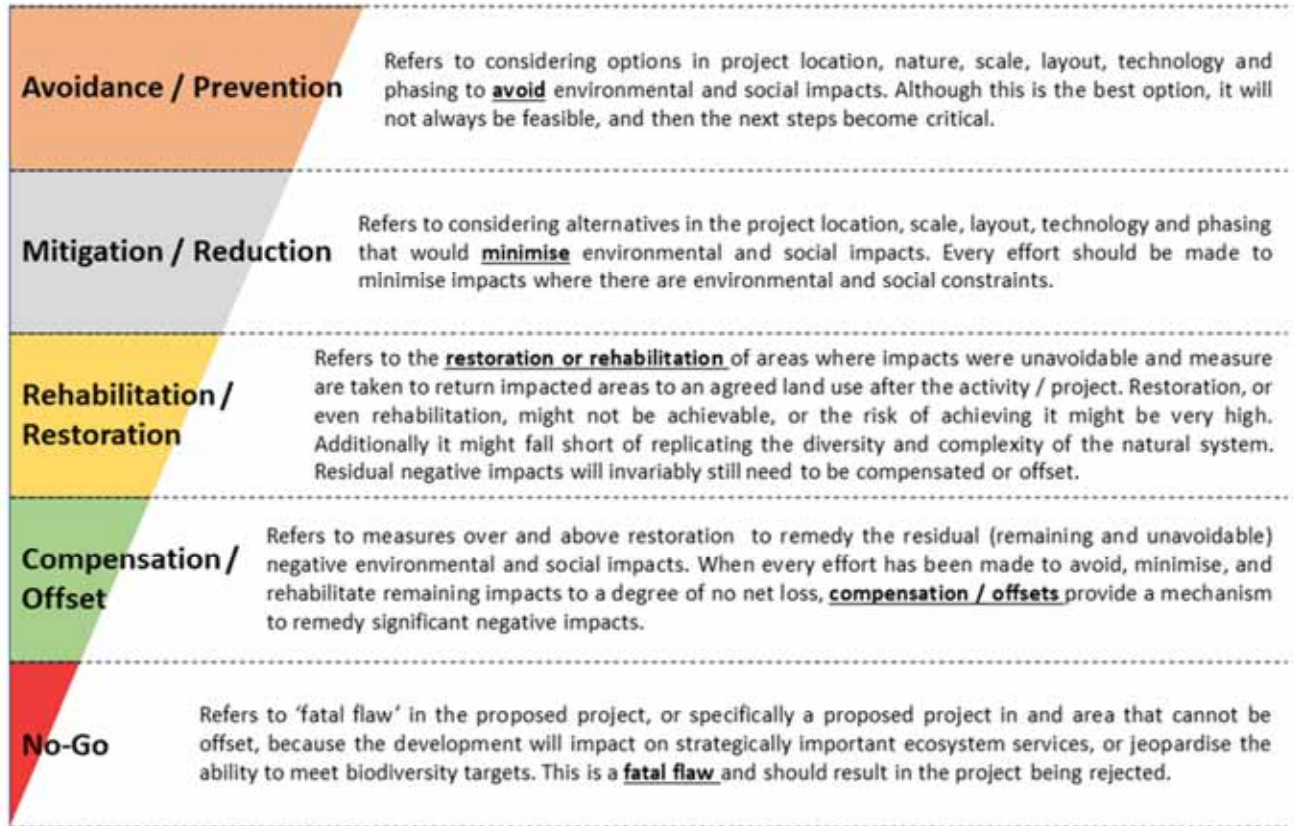 Avoidance / Prevention
Refers to considering options in project location, nature, scale, layout, technology and
phasing to avoid environmental and social impacts. Although this is the best option, it will
not always be feasible, and then the next steps become critical.
Mitigation / Reduction
Refers to considering alternatives in the project location, scale, layout, technology and phasing
that would minimise environmental and social impacts. Every effort should be made to
minimise impacts where there are environmental and social constraints.
Rehabilitation /
Restoration
Refers to the restoration or rehabilitation of areas where impacts were unavoidable and measure
are taken to return impacted areas to an agreed land use after the activity / project. Restoration, or
even rehabilitation, might not be achievable, or the risk of achieving it might be very high.
Additionally it might fall short of replicating the diversity and complexity of the natural system.
Residual negative impacts will invariably still need to be compensated or offset.
Compensation /
Offset
Refers to measures over and above restoration to remedy the residual (remaining and unavoidable)
negative environmental and social impacts. When every effort has been made to avoid, minimise, and
rehabilitate remaining impacts to a degree of no net loss, compensation / offsets provide a mechanism
to remedy significant negative impacts.
No-Go
Refers to ‘fatal flaw’ in the proposed project, or specifically a proposed project in and area that cannot be
offset, because the development will impact on strategically important ecosystem services, or jeopardise the
ability to meet biodiversity targets. This is a fatal flaw and should result in the project being rejected.